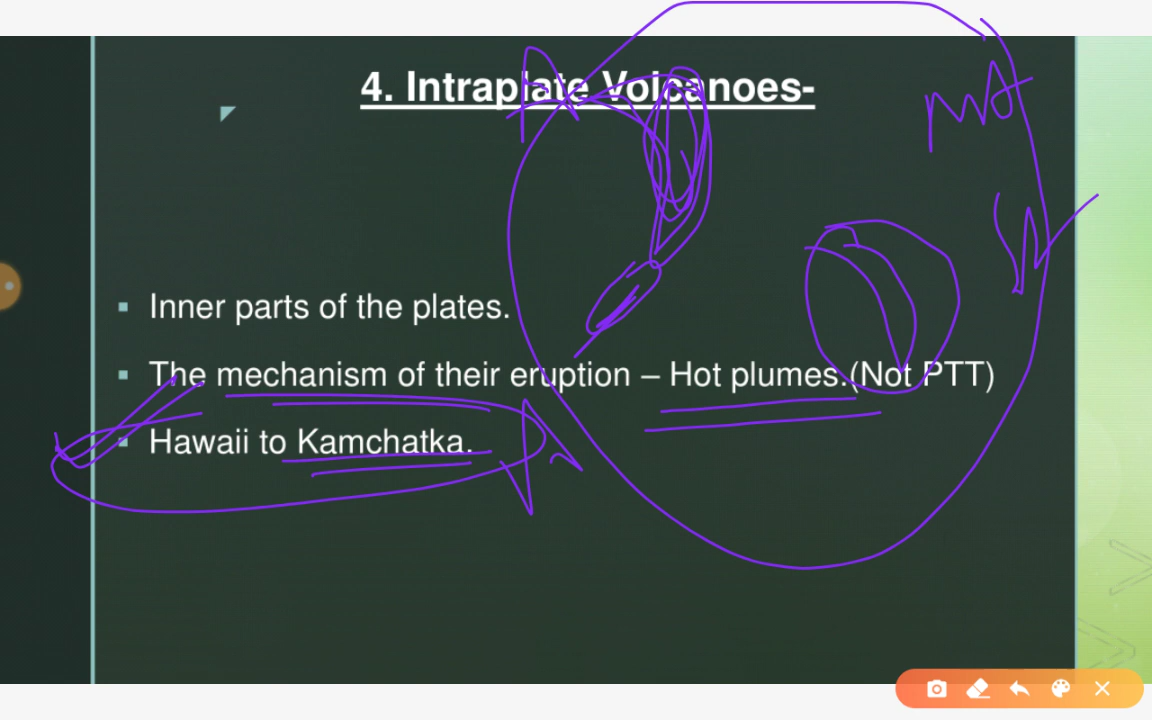 4. Intraplate Volcanoes-
▪ Inner parts of the plates.
▪ The mechanism of their eruption – Hot plumes.(Not PTT)
▪ Hawaii to Kamchatka.